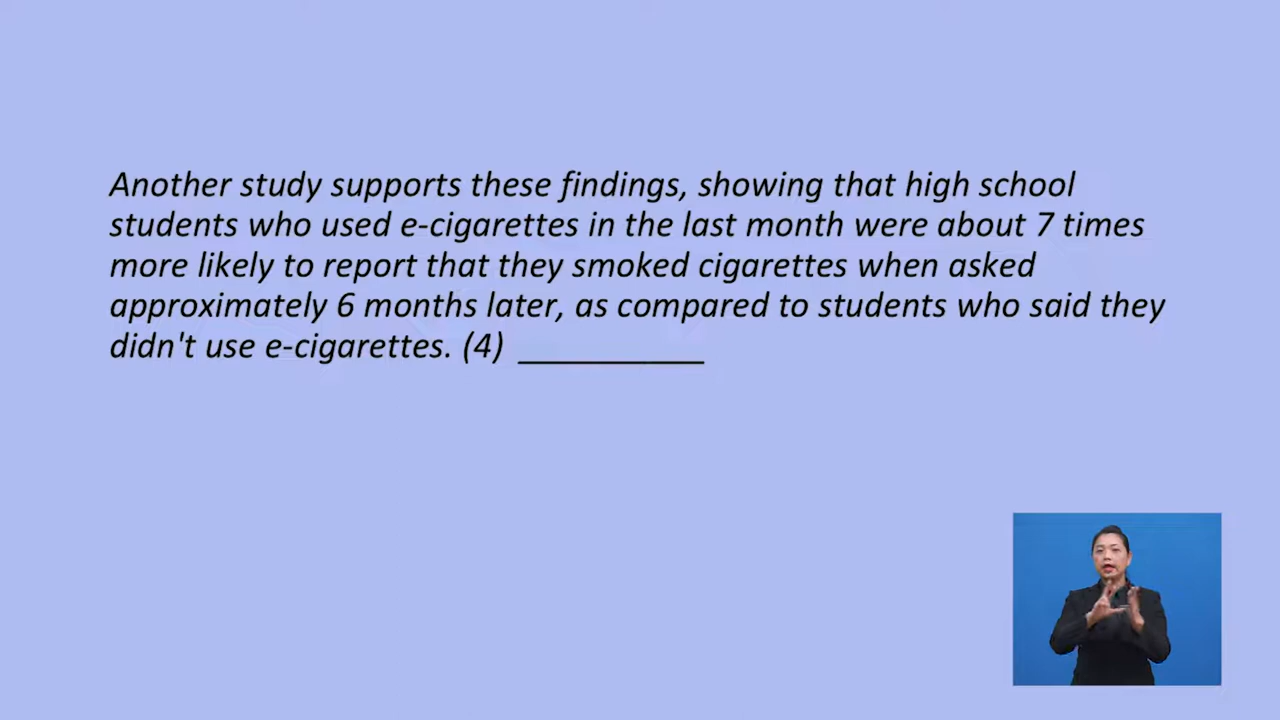 Another study supports these findings, showing that high school
students who used e-cigarettes in the last month were about 7 times
more likely to report that they smoked cigarettes when asked
approximately 6 months later, as compared to students who said they
didn't use e-cigarettes. (4) __________